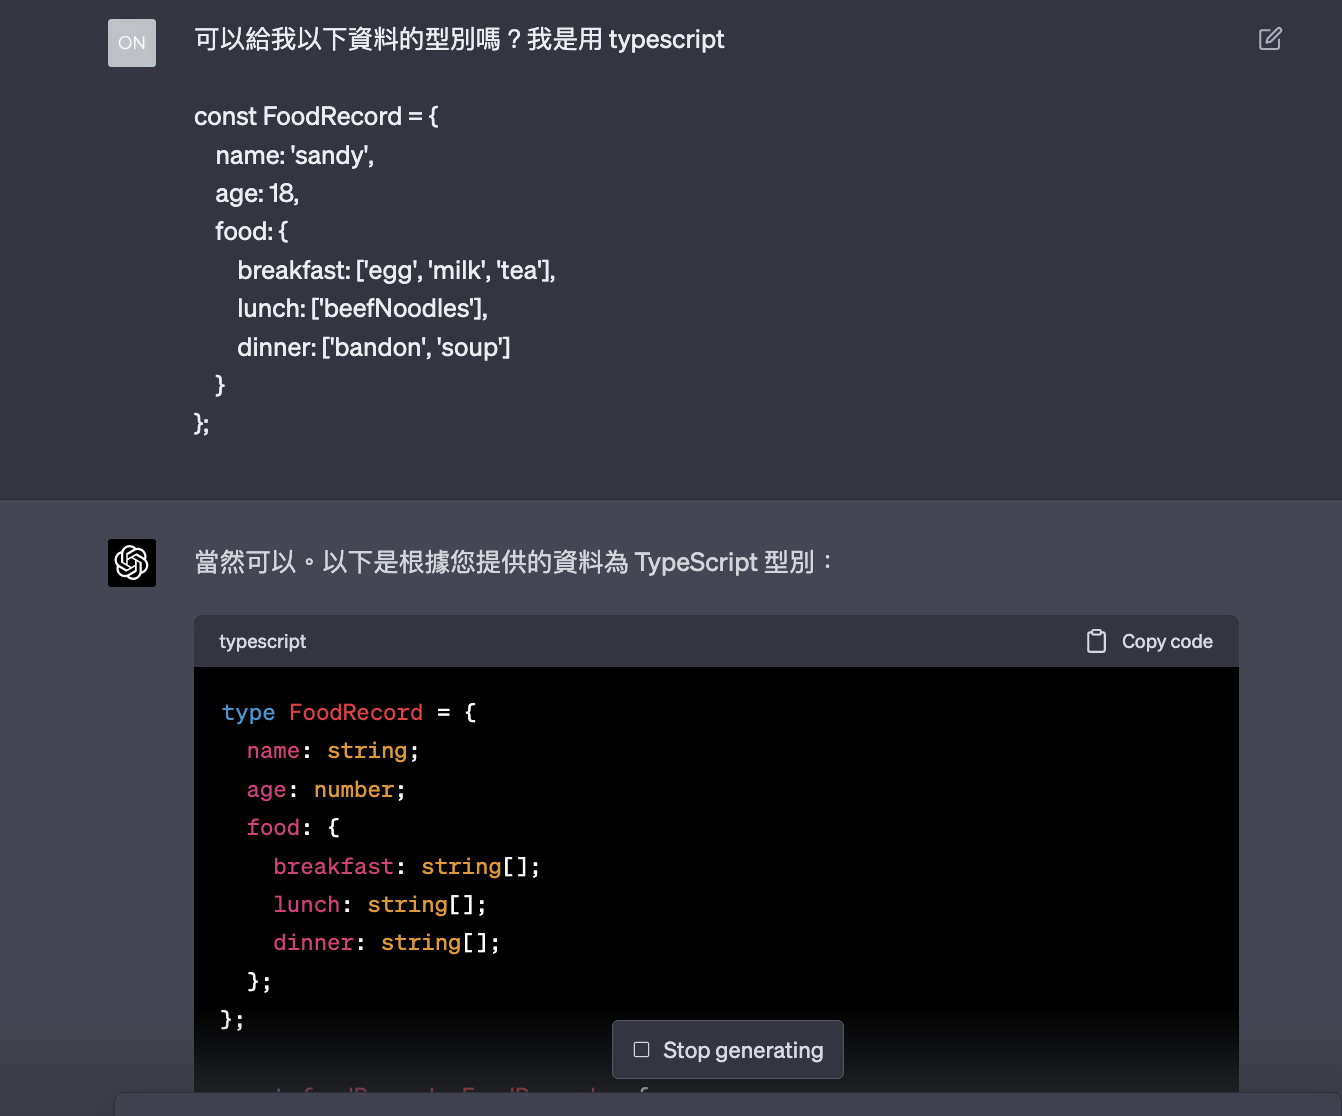 ON
可以給我以下資料的型別嗎？我是用 typescript
const FoodRecord = {
name: 'sandy',
age: 18,
food: {
breakfast: ['egg', 'milk', 'tea'],
lunch: ['beefNoodles'],
dinner: ['bandon', 'soup']
}
};
當然可以。以下是根據您提供的資料為 TypeScript 型別：
typescript
Copy code
type FoodRecord = {
name: string;
age: number;
food: {
breakfast: string[];
lunch: string[];
dinner: string[];
};
};
Stop generating